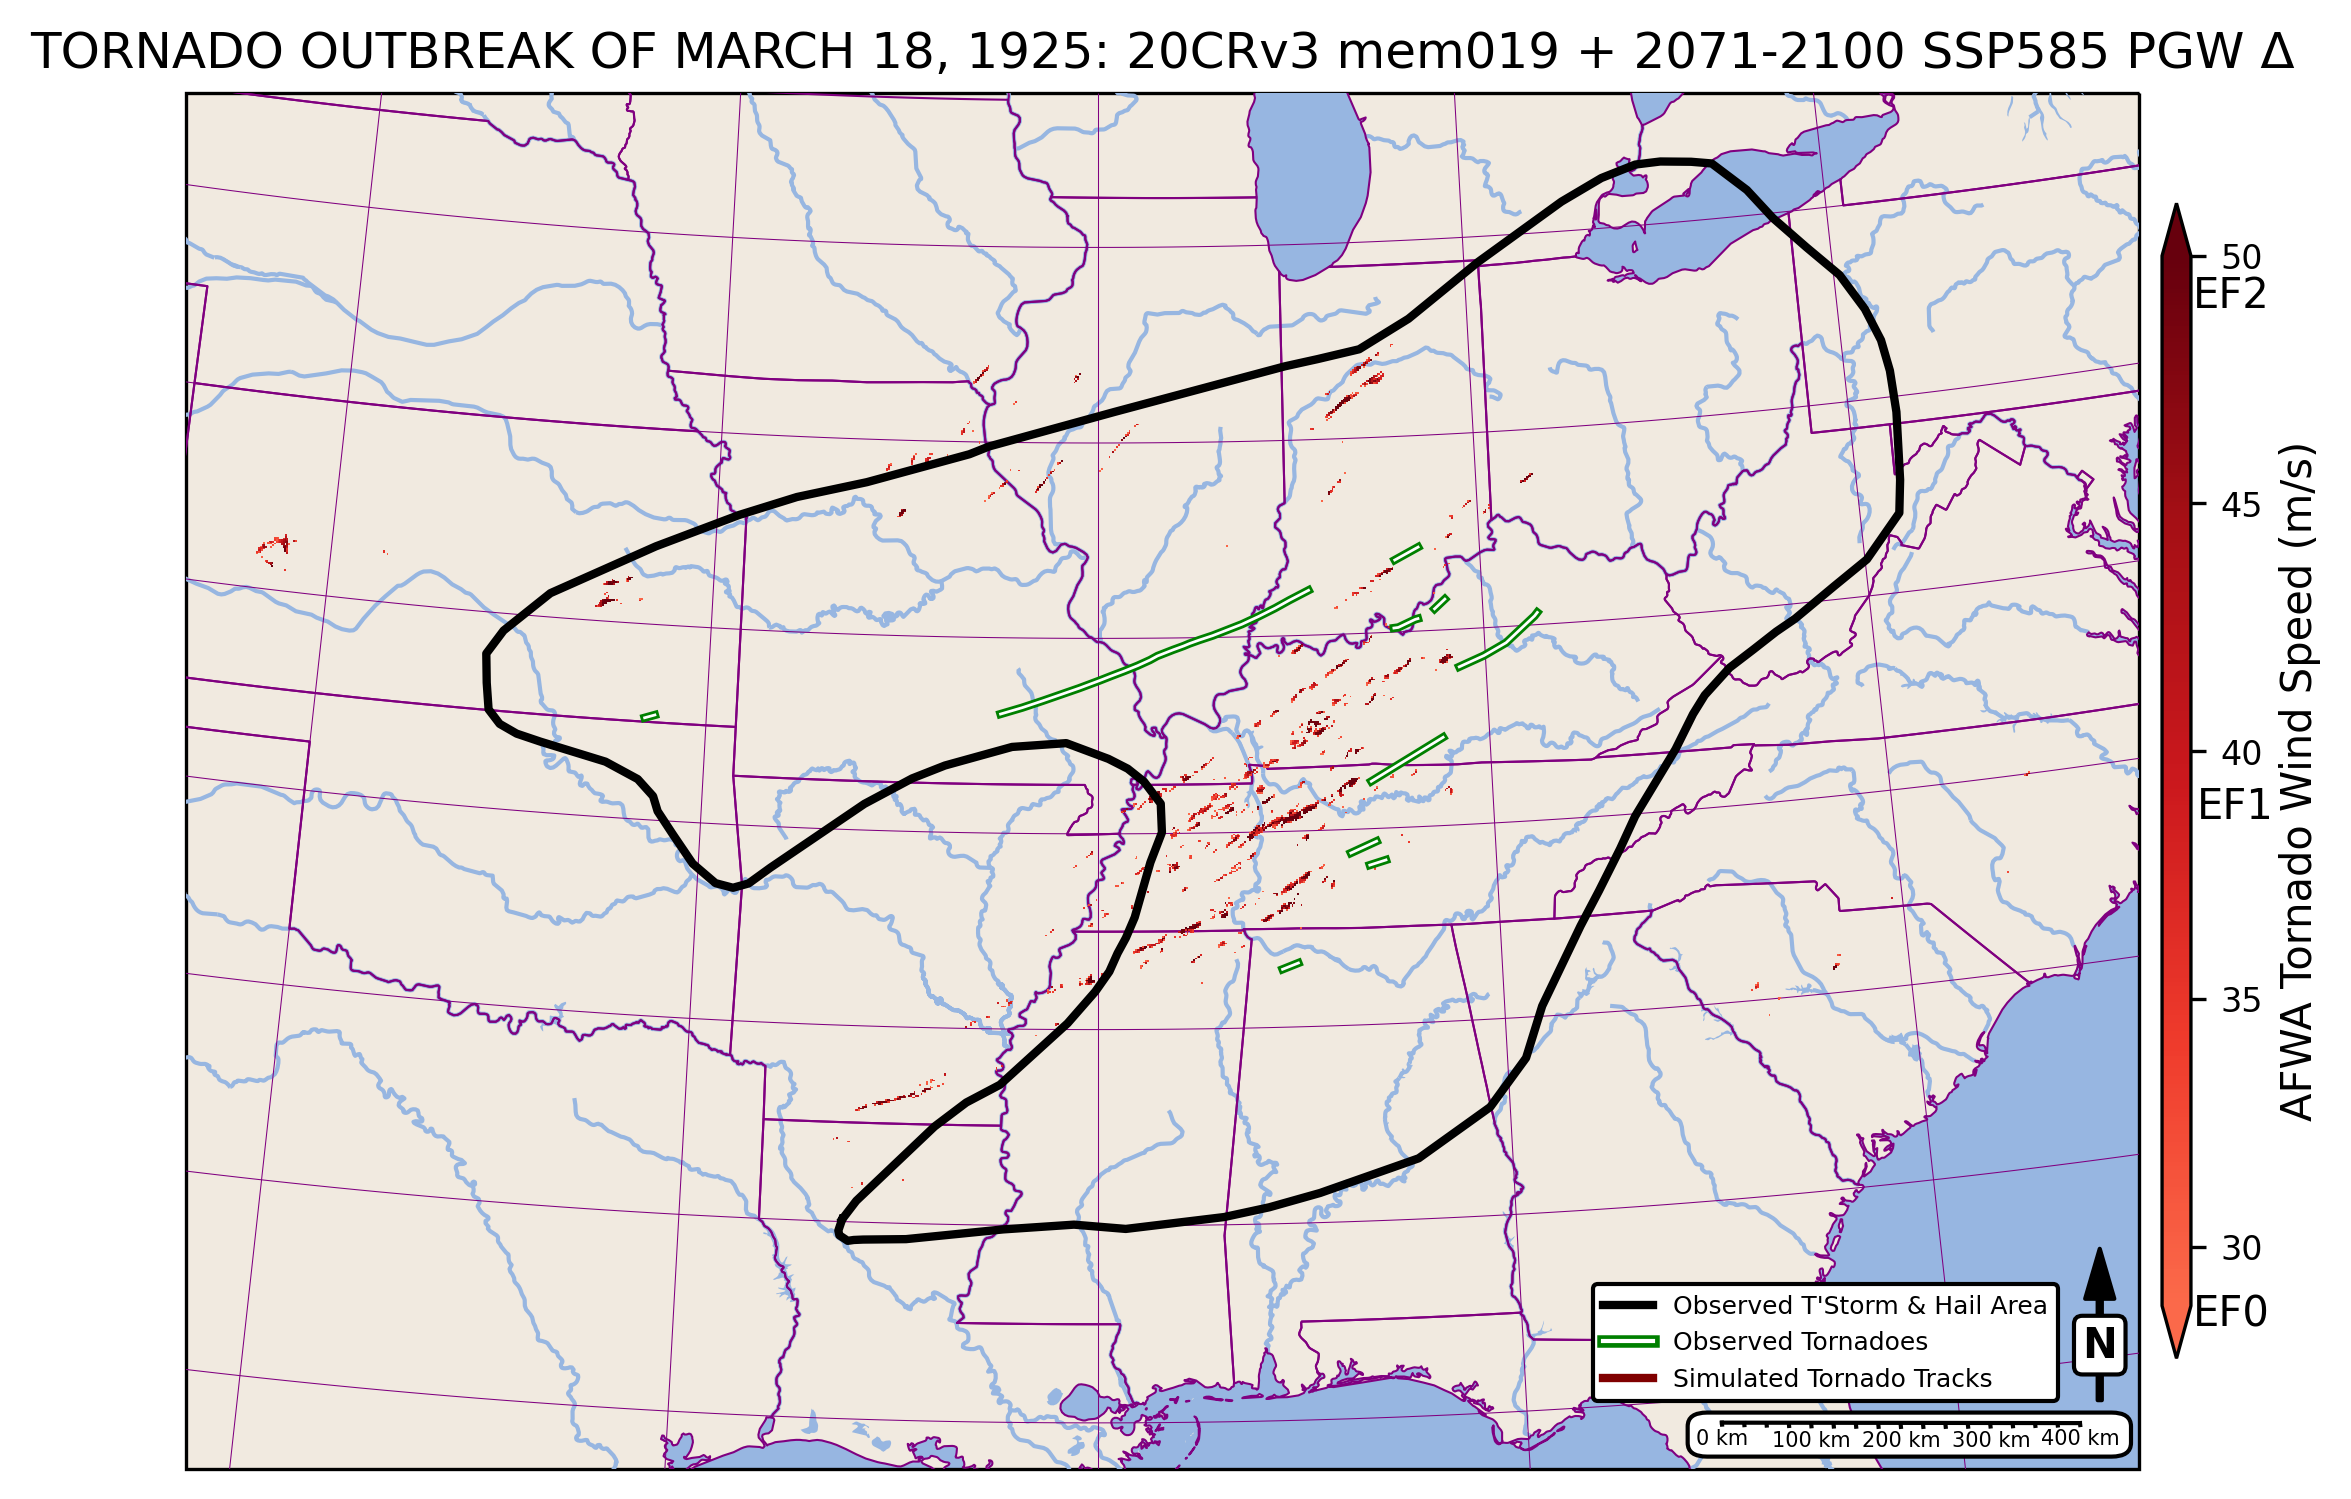 TORNADO OUTBREAK OF MARCH 18, 1925: 20CRv3 mem019 + 2071-2100 SSP585 PGW Δ
50
EF2
45
40
EF1
35
30
EF0
AFWA Tornado Wind Speed (m/s)
Observed T'Storm & Hail Area
Observed Tornadoes
Simulated Tornado Tracks
N
0 km 100 km 200 km 300 km 400 km